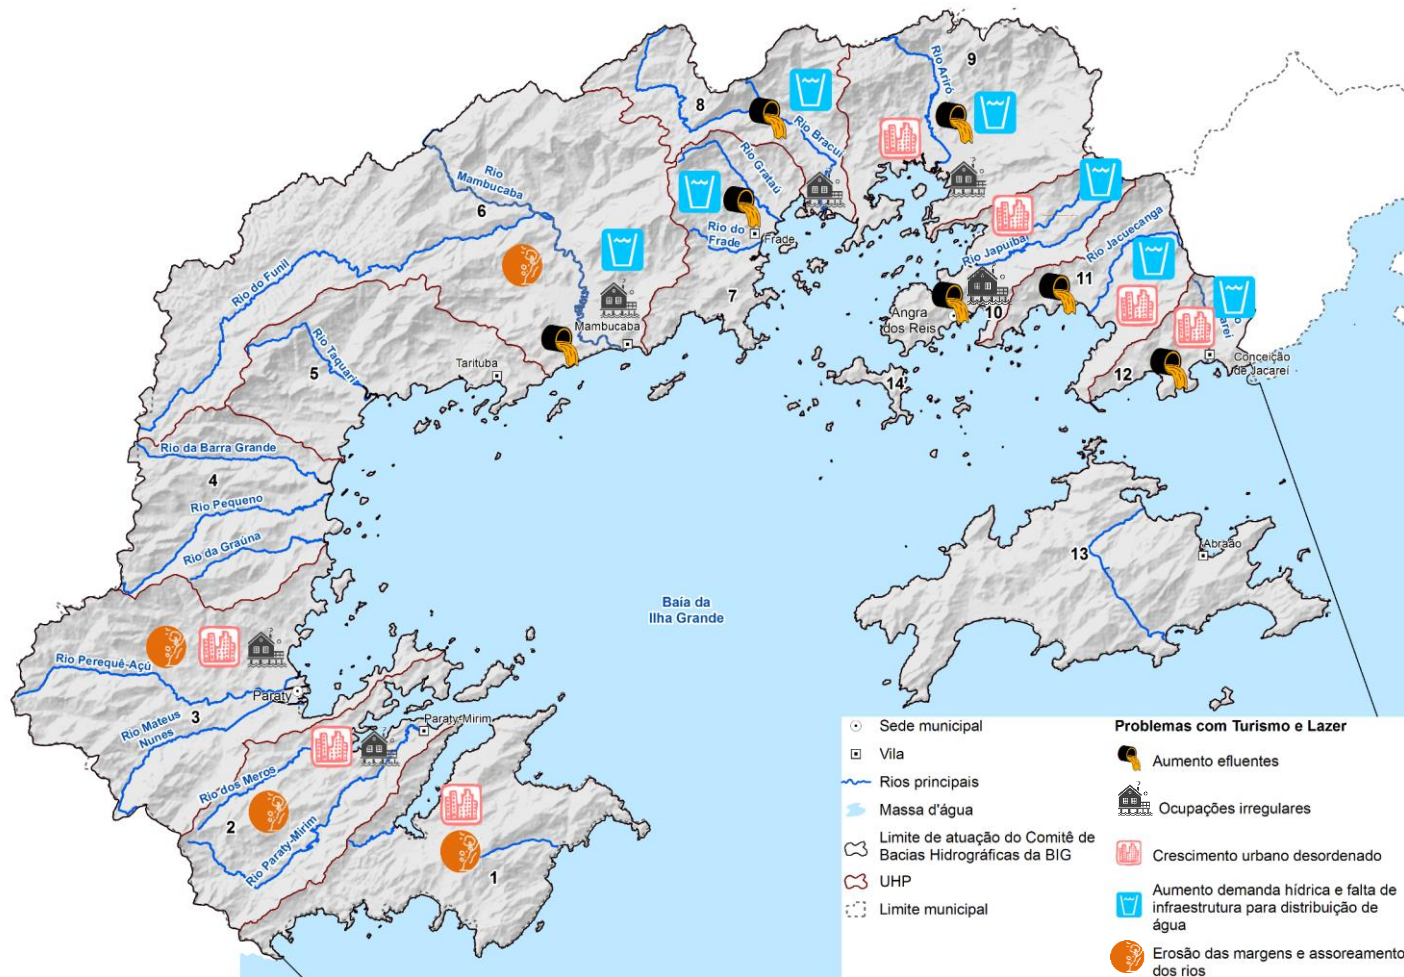 9
Rio Ariró
8
Rio Bracuí
Rio Grataú
Rio
Mambucaba
6
Rio do
Frade
Frade
Rio Japuiba
Rio Jacuecanga
Rio do Funil
7
11
10
Angra
dos Reis
Mambucaba
Tarituba
arei
Conceição
de Jacareí
12
14
5
Rio Taquari
Rio da Barra Grande
4
Rio Pequeno
Rio da Graúna
13
Abraão
Baía da
Ilha Grande
Rio Perequê-Açú
Paraty
3
Rio Mateus
Nunes
Paraty-Mirim
Rio dos Meros
2
Rio Paraty-Mirim
1
Sede municipal
Vila
Rios principais
Massa d'água
Limite de atuação do Comitê de
Bacias Hidrográficas da BIG
UHP
Limite municipal
Problemas com Turismo e Lazer
Aumento efluentes
Ocupações irregulares
Crescimento urbano desordenado
Aumento demanda hídrica e falta de
infraestrutura para distribuição de
água
Erosão das margens e assoreamento
dos rios